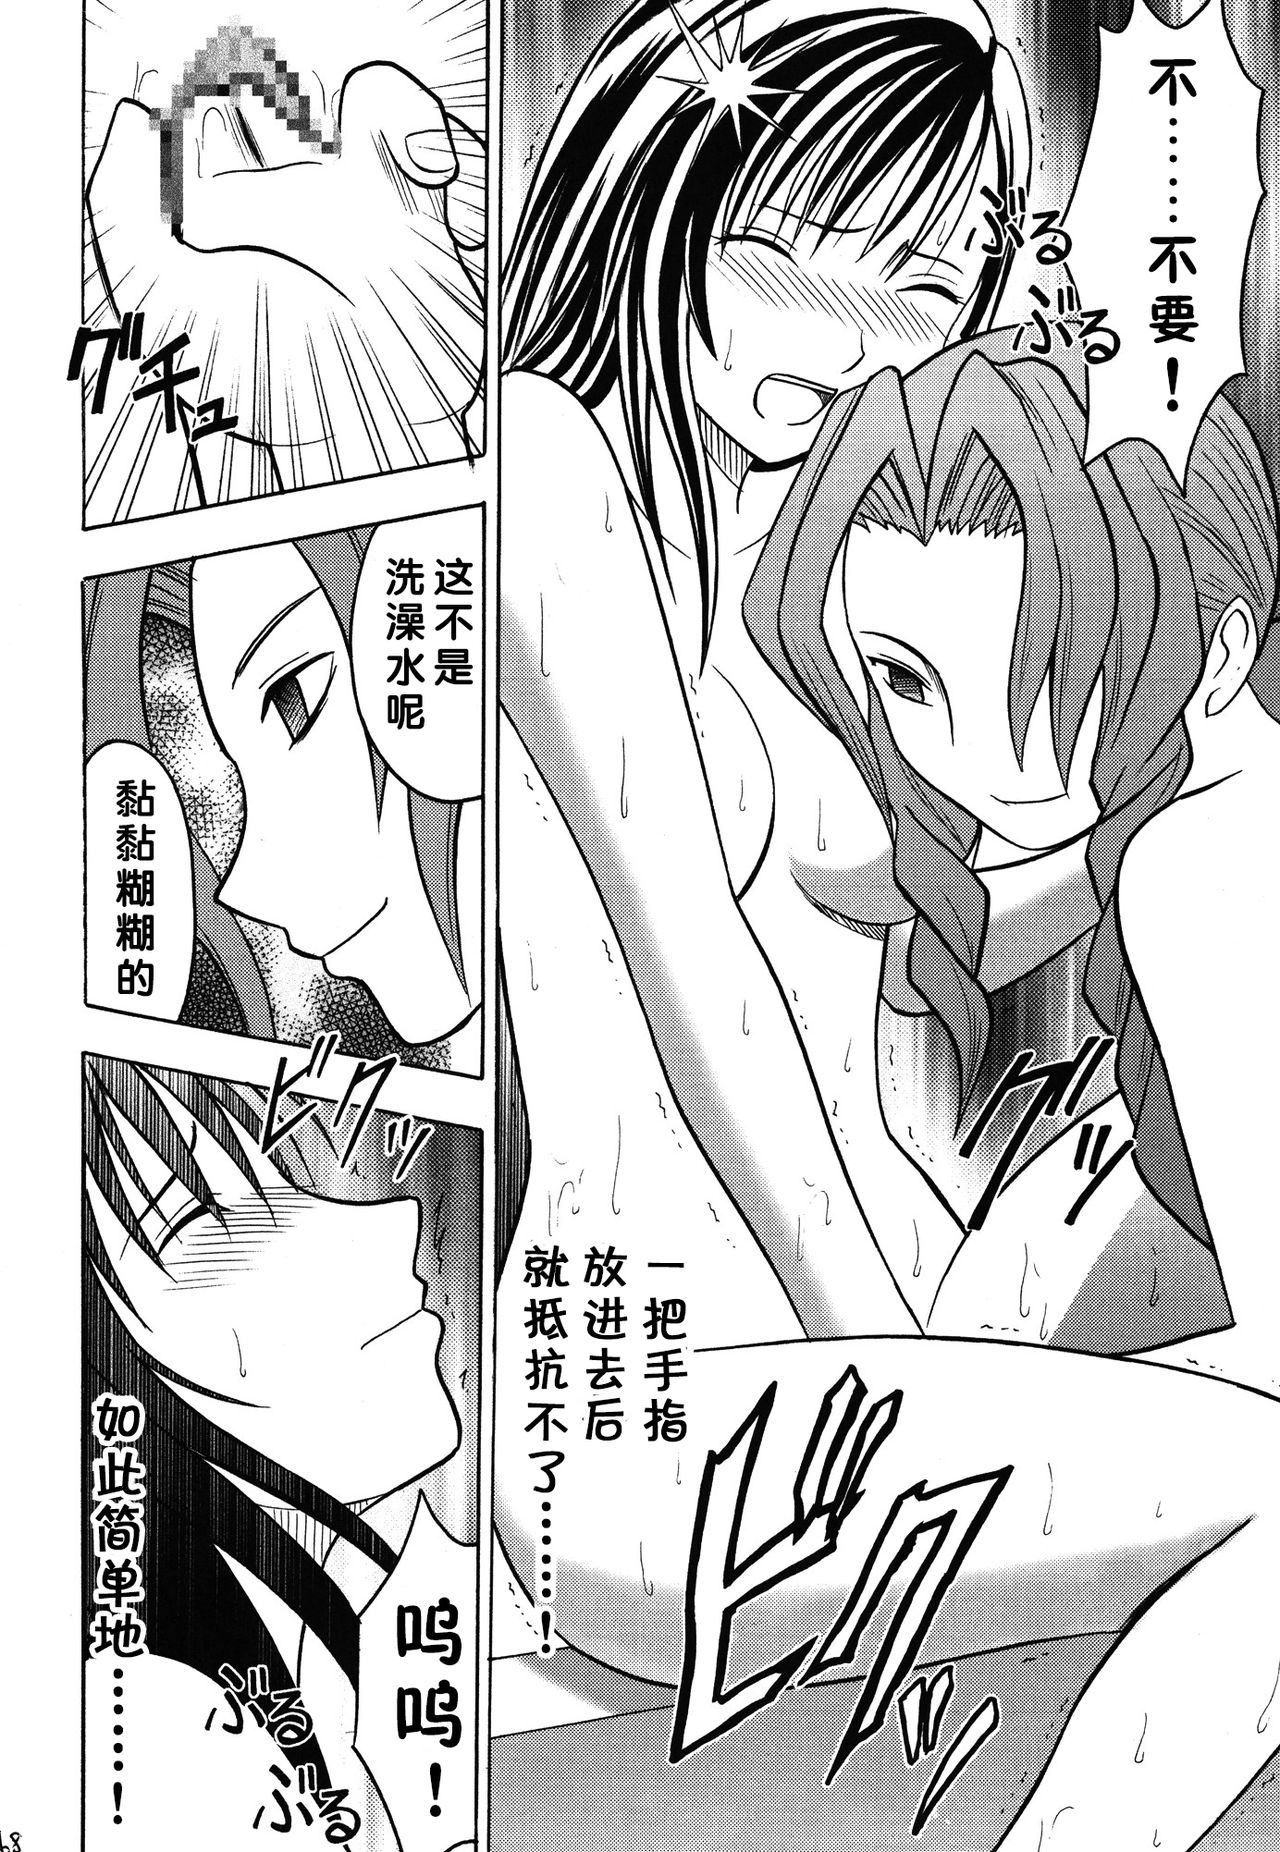 不……不要！
ぶる
ぶる
グッ
一把手指
放进去后
就抵抗不了……！
ビクッ
グチュ
这不是
洗澡水呢
黏黏糊糊的
ビクッ
呜呜！
如此简单地……！
ぶる
ぶる
68